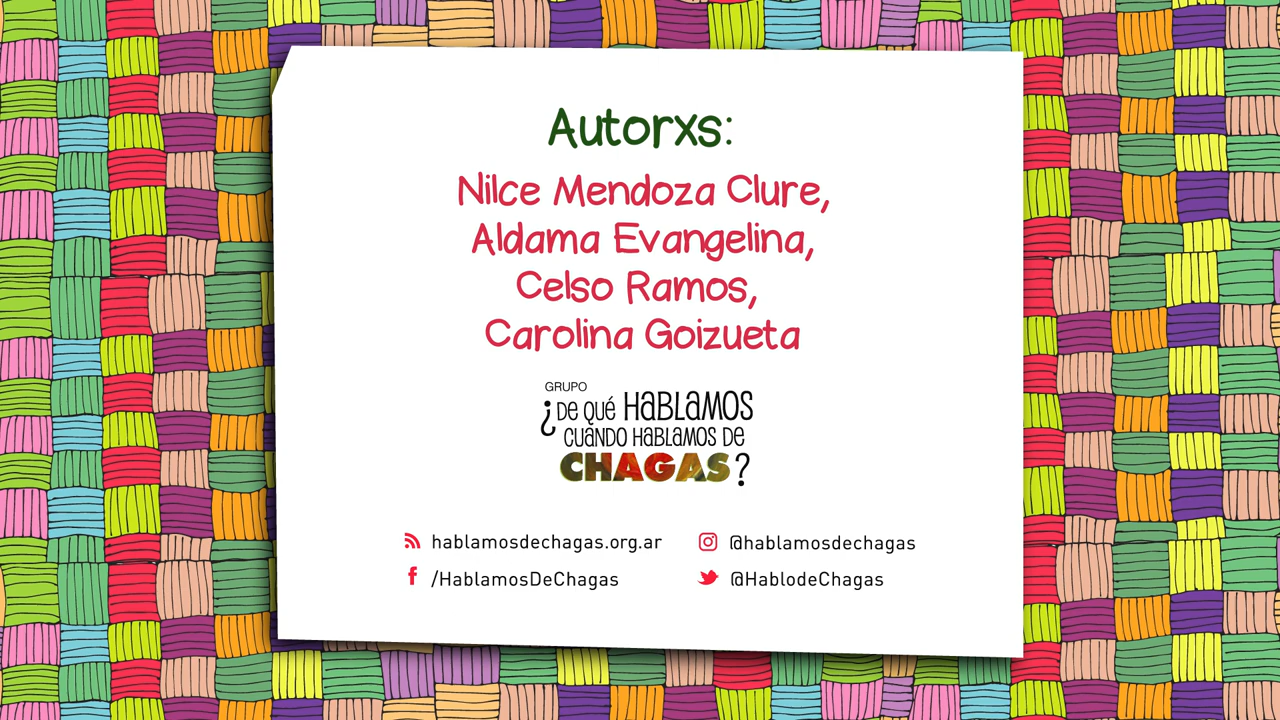 Autorxs:
Nilce Mendoza Clure,
Aldama Evangelina,
Celso Ramos,
Carolina Goizueta
GRUPO
¿DE QUÉ HABLAMOS
CUANDO HABLAMOS DE
CHAGAS?
hablamosdechagas.org.ar
@hablamosdechagas
/HablamosDeChagas
@HablodeChagas